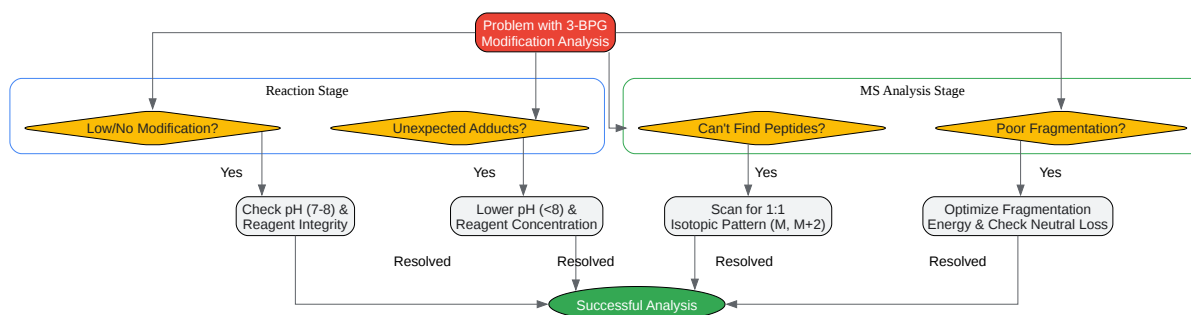 Problem with 3-BPG
Modification Analysis
Reaction Stage
MS Analysis Stage
Low/No Modification?
Unexpected Adducts?
Can't Find Peptides?
Poor Fragmentation?
Yes
Yes
Yes
Yes
Check pH (7-8) &
Reagent Integrity
Lower pH (<8) &
Reagent Concentration
Scan for 1:1
Isotopic Pattern (M, M+2)
Optimize Fragmentation
Energy & Check Neutral Loss
Resolved
Resolved
Resolved
Resolved
Successful Analysis